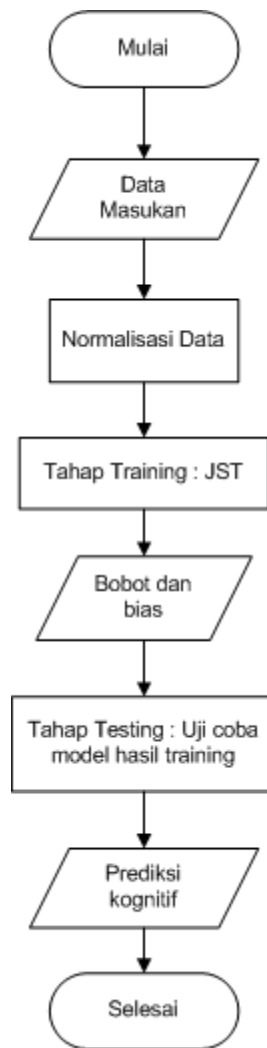 Mulai
Data
Masukan
Normalisasi Data
Tahap Training : JST
Bobot dan
bias
Tahap Testing : Uji coba
model hasil training
Prediksi
kognitif
Selesai